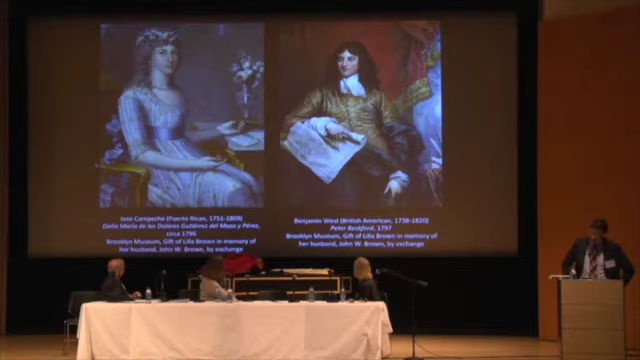 José Campeche (Puerto Rican, 1751-1809)
Doña María de los Dolores Gutiérrez del Mazo y Pérez,
circa 1796
Brooklyn Museum, Gift of Lilla Brown in memory of
her husband, John W. Brown, by exchange
Benjamin West (British American, 1738-1820)
Peter Beckford, 1797
Brooklyn Museum, Gift of Lilla Brown in memory of
her husband, John W. Brown, by exchange